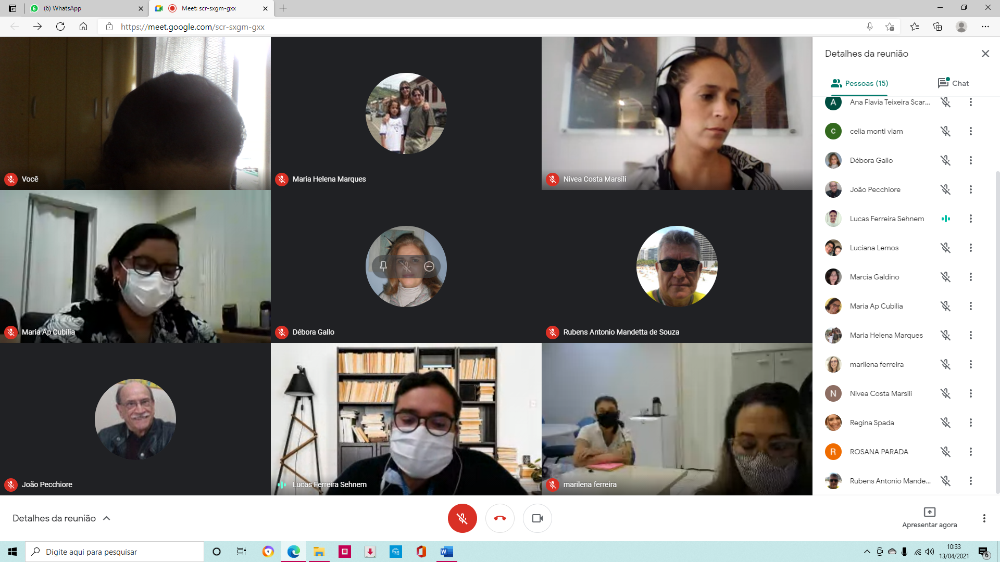 (6) WhatsApp
Meet: scr-sxgm-gxx
https://meet.google.com/scr-sxgm-gxx
Você
Maria Helena Marques
Nivea Costa Marsili
Maria Ap Cubilia
Débora Gallo
Rubens Antonio Mandetta de Souza
João Pecchiore
Lucas Ferreira Sehnem
marilena ferreira
Detalhes da reunião
Pessoas (15)
Chat
A
Ana Flavia Teixeira Scar...
c
celia monti viam
Débora Gallo
João Pecchiore
Lucas Ferreira Sehnem
Luciana Lemos
Marcia Galdino
Maria Ap Cubilia
Maria Helena Marques
marilena ferreira
N
Nivea Costa Marsili
Regina Spada
R
ROSANA PARADA
Rubens Antonio Mande...
Detalhes da reunião
Apresentar agora
Digite aqui para pesquisar
10:33
13/04/2021
6